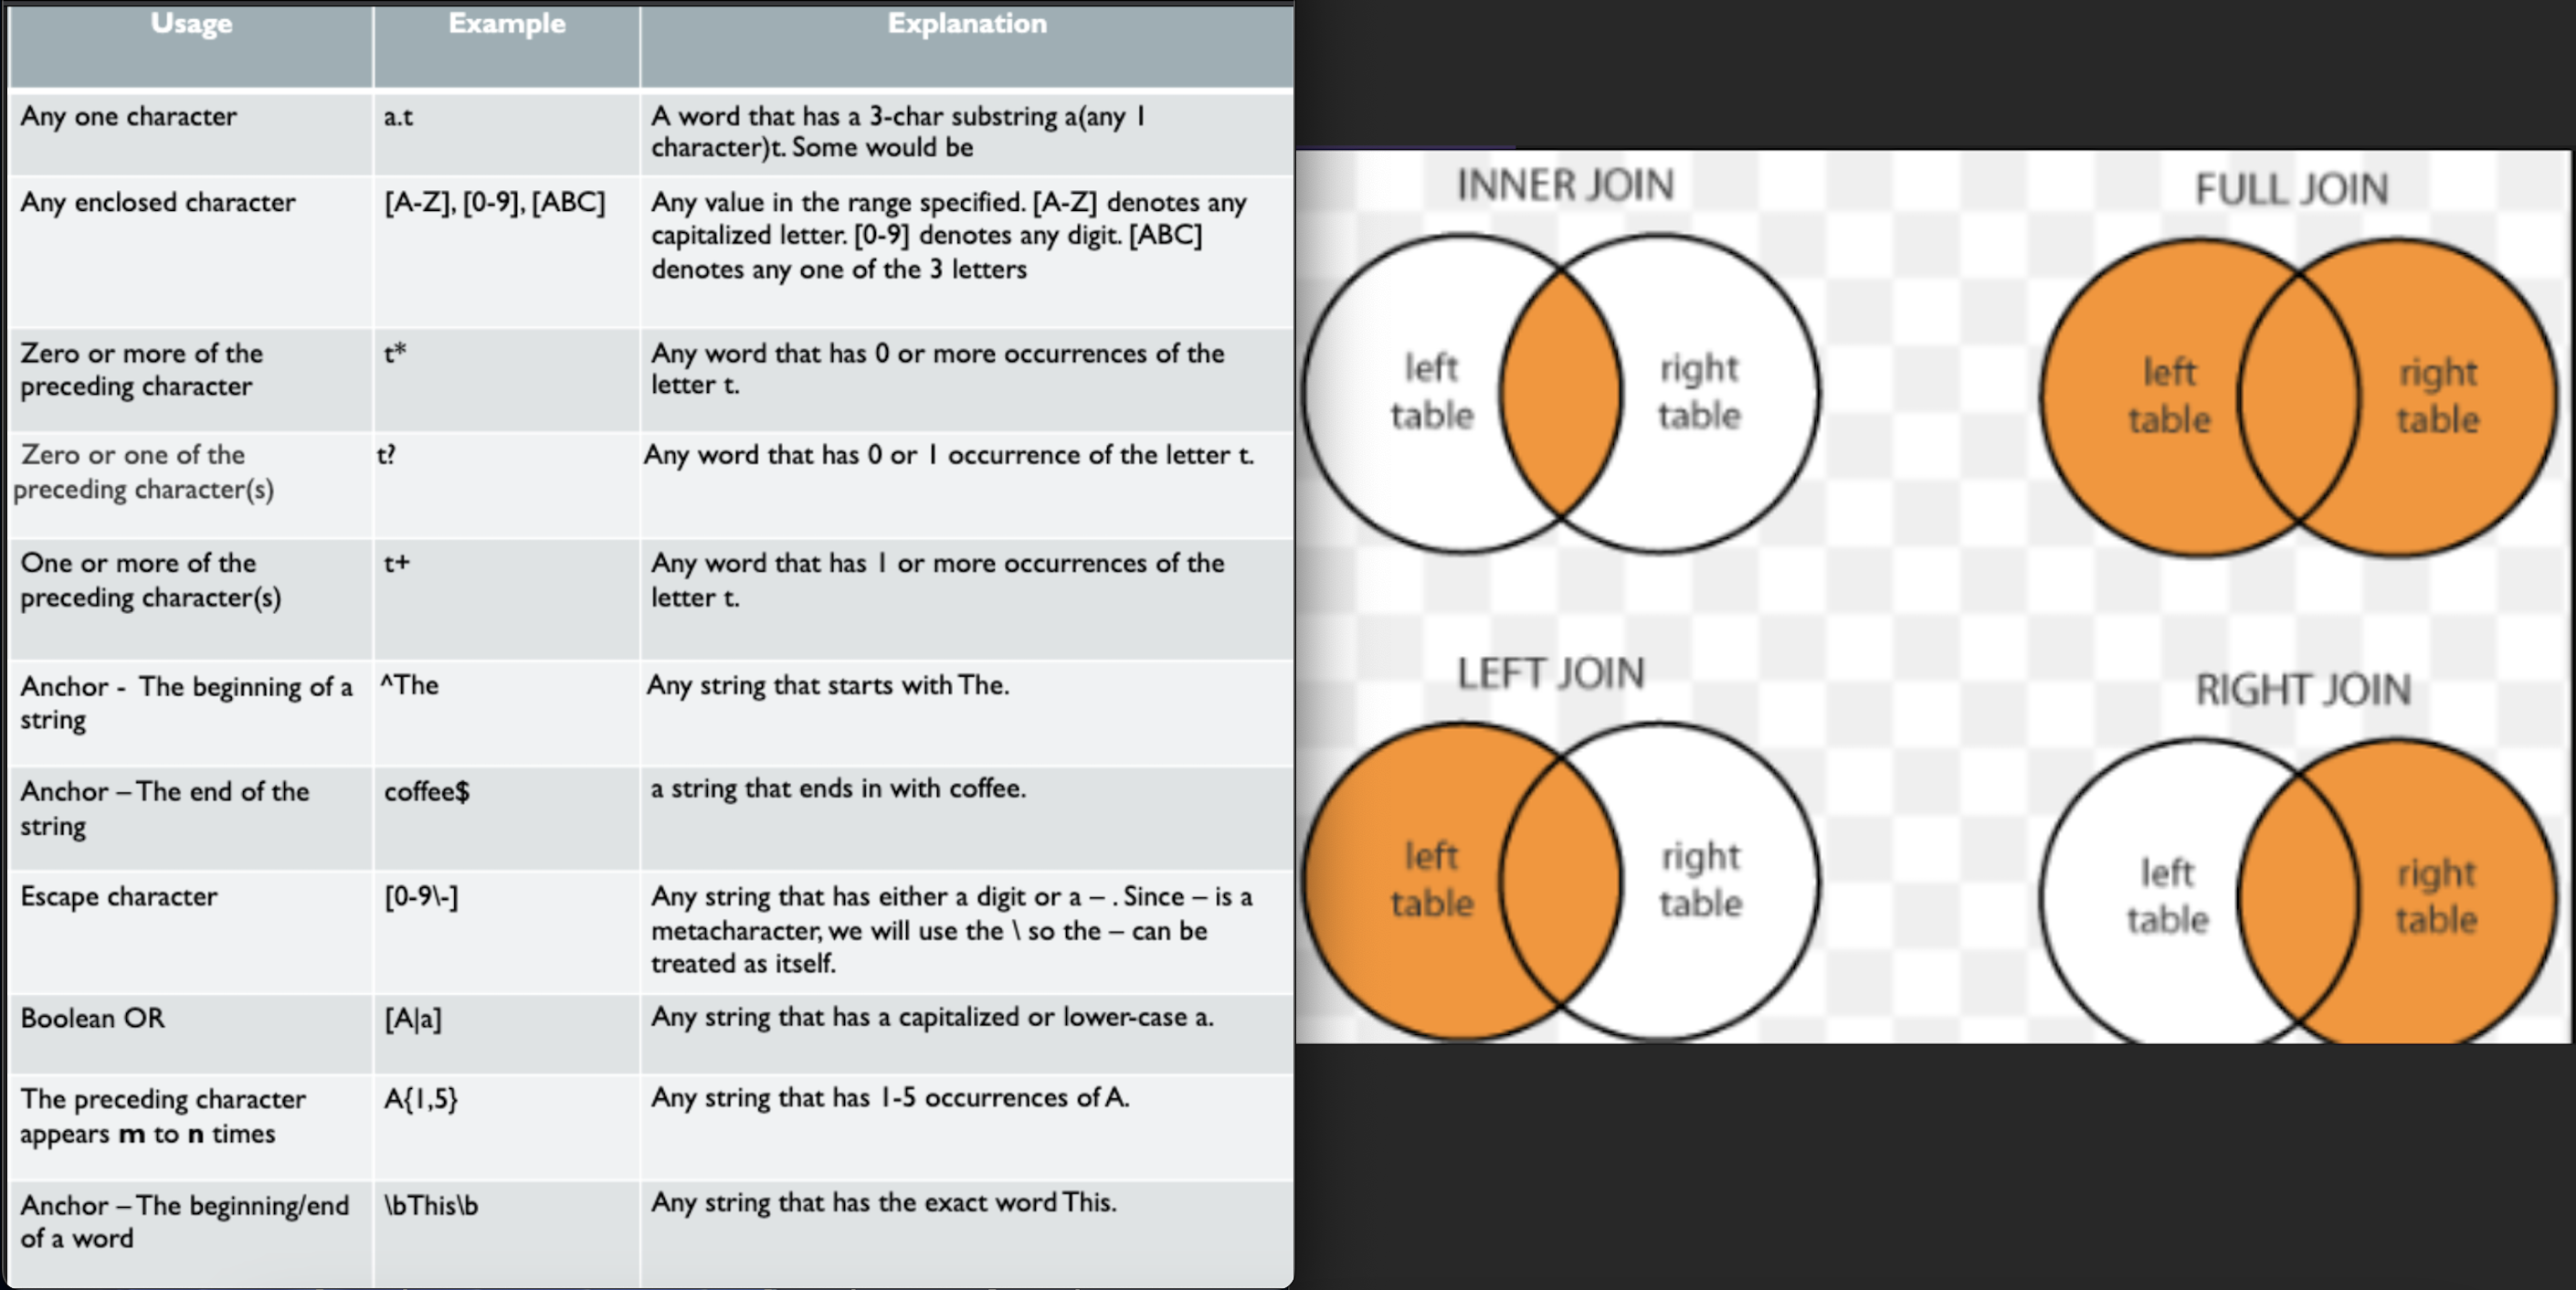 Usage
Example
Explanation
Any one character
a.t
A word that has a 3-char substring a(any 1
character)t. Some would be
Any enclosed character
[A-Z], [0-9], [ABC]
Any value in the range specified. [A-Z] denotes any
capitalized letter. [0-9] denotes any digit. [ABC]
denotes any one of the 3 letters
Zero or more of the
preceding character
t*
Any word that has 0 or more occurrences of the
letter t.
Zero or one of the
preceding character(s)
t?
Any word that has 0 or 1 occurrence of the letter t.
One or more of the
preceding character(s)
t+
Any word that has 1 or more occurrences of the
letter t.
Anchor - The beginning of a
string
^The
Any string that starts with The.
Anchor – The end of the
string
coffee$
a string that ends in with coffee.
Escape character
[0-9\-]
Any string that has either a digit or a – . Since – is a
metacharacter, we will use the \ so the – can be
treated as itself.
Boolean OR
[A|a]
Any string that has a capitalized or lower-case a.
The preceding character
appears m to n times
A{1,5}
Any string that has 1-5 occurrences of A.
Anchor – The beginning/end
of a word
\bThis\b
Any string that has the exact word This.
INNER JOIN
left
table
right
table
FULL JOIN
left
table
right
table
LEFT JOIN
left
table
right
table
RIGHT JOIN
left
table
right
table